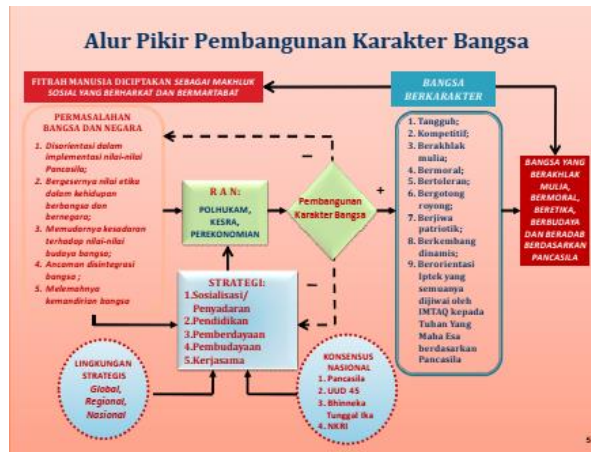 Alur Pikir Pembangunan Karakter Bangsa
FITRAH MANUSIA DICIPTAKAN SEBAGAI MAKHLUK
SOSIAL YANG BERHARKAT DAN BERMARTABAT
BANGSA
BERKARAKTER
PERMASALAHAN
BANGSA DAN NEGARA
1. Disorientasi dalam
implementasi nilai-nilai
Pancasila;
2. Bergesernya nilai etika
dalam kehidupan
berbangsa dan
bernegara;
3. Memudarnya kesadaran
terhadap nilai-nilai
budaya bangsa;
4. Ancaman disintegrasi
bangsa ;
5. Melemahnya
kemandirian bangsa
R A N:
POLHUKAM,
KESRA,
PEREKONOMIAN
–
Pembangunan
Karakter Bangsa
+
–
1. Tangguh;
2. Kompetitif;
3. Berakhlak
mulia;
4. Bermoral;
5. Bertoleran;
6. Bergotong
royong;
7. Berjiwa
patriotik;
8. Berkembang
dinamis;
9. Berorientasi
Iptek yang
semuanya
dijiwai oleh
IMTAQ kepada
Tuhan Yang
Maha Esa
berdasarkan
Pancasila
BANGSA YANG
BERAKHLAK
MULIA,
BERMORAL,
BERETIKA,
BERBUDAYA
DAN BERADAB
BERDASARKAN
PANCASILA
STRATEGI:
1.Sosialisasi/
Penyadaran
2.Pendidikan
3.Pemberdayaan
4.Pembudayaan
5.Kerjasama
LINGKUNGAN
STRATEGIS
Global,
Regional,
Nasional
KONSENSUS
NASIONAL
1. Pancasila
2. UUD 45
3. Bhinneka
Tunggal Ika
4. NKRI
5